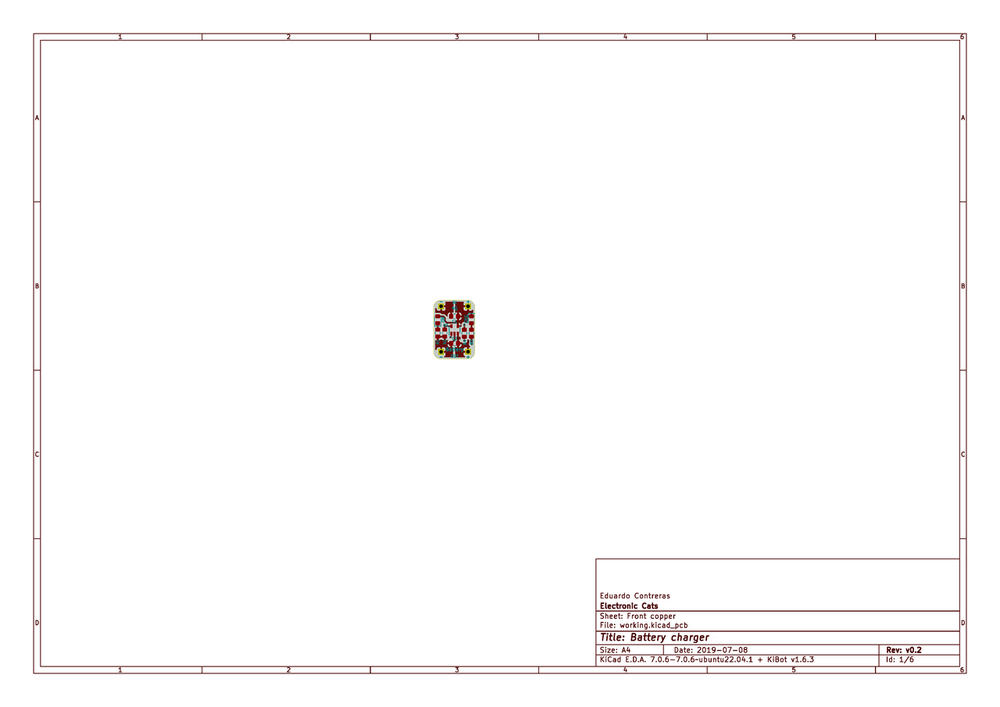 1 2 3 4 5 6
A A
B B
C C
D D
Eduardo Contreras
Electronic Cats
Sheet: Front copper
File: working.kicad_pcb
Title: Battery charger
Size: A4 Date: 2019-07-08 Rev: v0.2
KiCad E.D.A. 7.0.6-7.0.6-ubuntu22.04.1 + KiBot v1.6.3 Id: 1/6
1 2 3 4 5 6